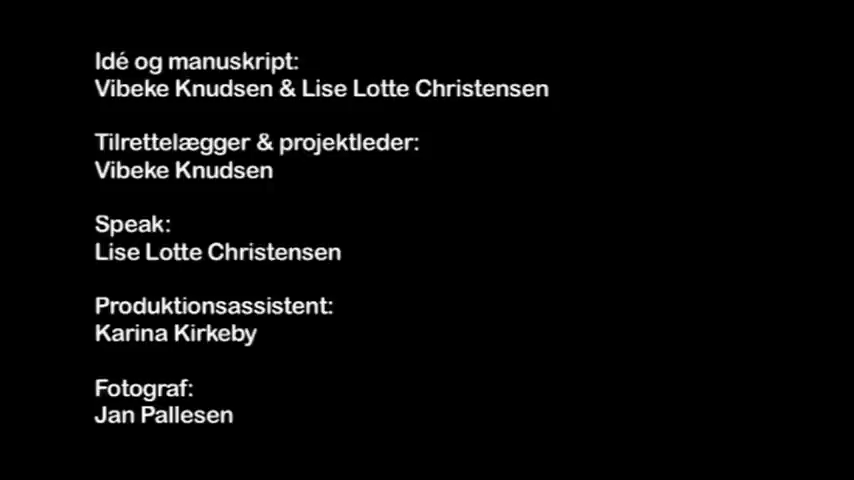 Idé og manuskript:
Vibeke Knudsen & Lise Lotte Christensen
Tilrettelægger & projektleder:
Vibeke Knudsen
Speak:
Lise Lotte Christensen
Produktionsassistent:
Karina Kirkeby
Fotograf:
Jan Pallesen